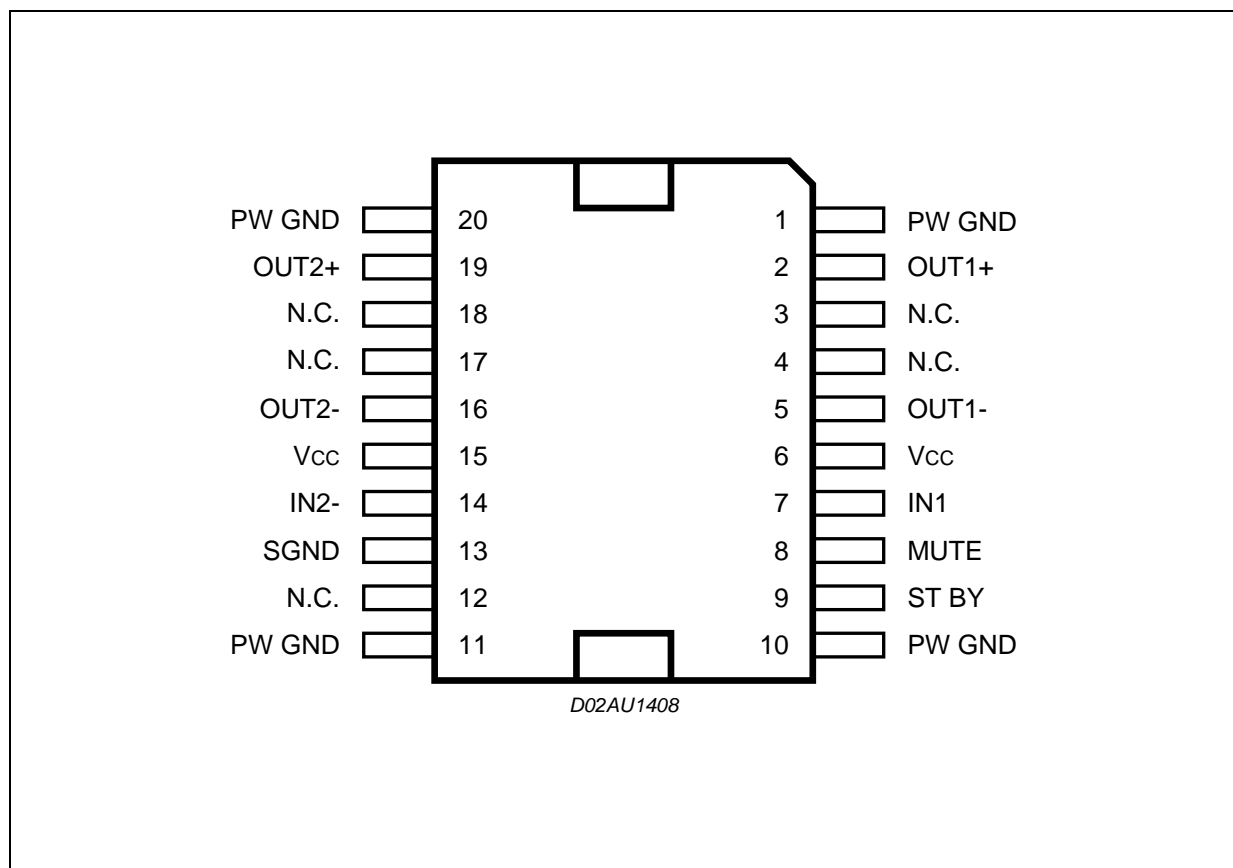 PW GND 20 1 PW GND
OUT2+ 19 2 OUT1+
N.C. 18 3 N.C.
N.C. 17 4 N.C.
OUT2- 16 5 OUT1-
VCC 15 6 VCC
IN2- 14 7 IN1
SGND 13 8 MUTE
N.C. 12 9 ST BY
PW GND 11 10 PW GND
D02AU1408